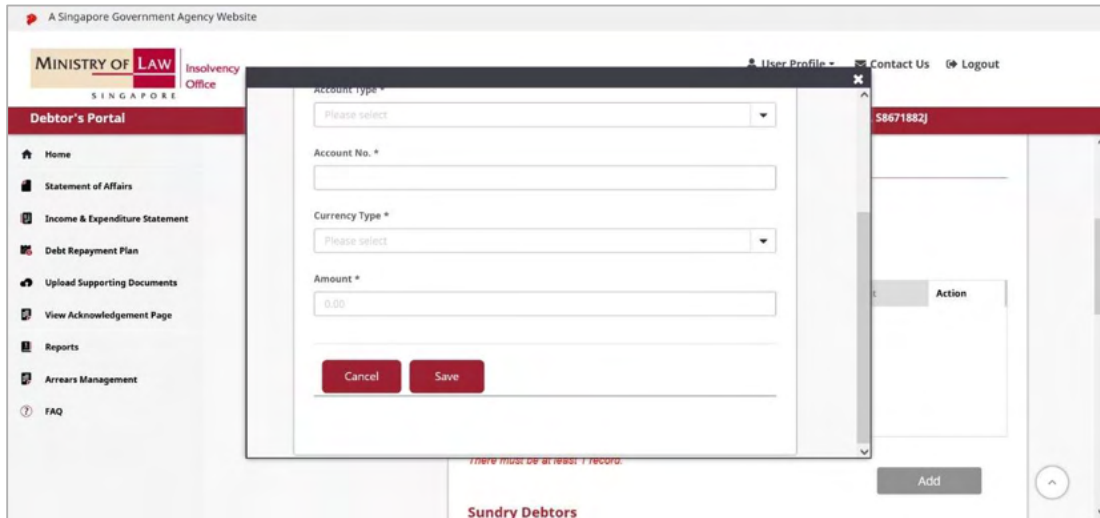 A Singapore Government Agency Website
MINISTRY OF LAW
SINGAPORE
Insolvency
Office
User Profile
Contact Us
Logout
Debtor's Portal
S8671882J
Home
Statement of Affairs
Income & Expenditure Statement
Debt Repayment Plan
Upload Supporting Documents
View Acknowledgement Page
Reports
Arrears Management
FAQ
Account Type *
Please select
Account No. *
Currency Type *
Please select
Amount *
0.00
Cancel
Save
Action
There must be at least 1 record.
Add
Sundry Debtors